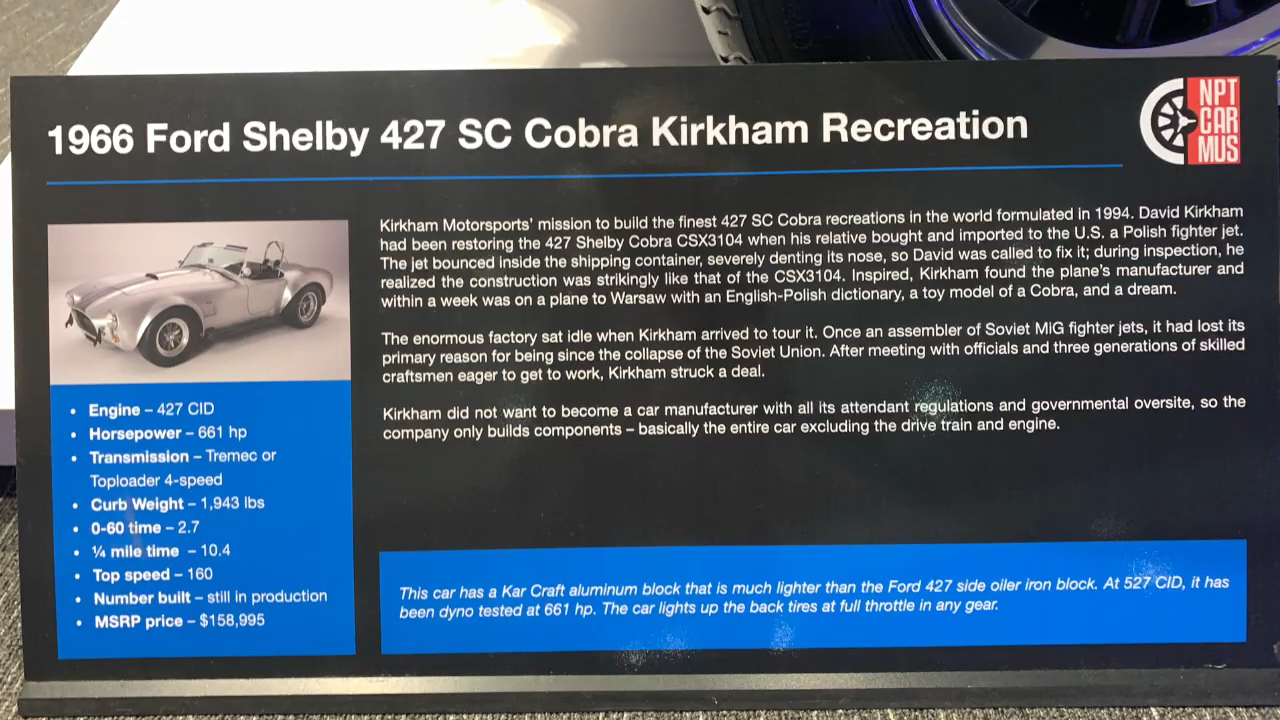 1966 Ford Shelby 427 SC Cobra Kirkham Recreation
NPT
CAR
MUS
Kirkham Motorsports' mission to build the finest 427 SC Cobra recreations in the world formulated in 1994. David Kirkham
had been restoring the 427 Shelby Cobra CSX3104 when his relative bought and imported to the U.S. a Polish fighter jet.
The jet bounced inside the shipping container, severely denting its nose, so David was called to fix it; during inspection, he
realized the construction was strikingly like that of the CSX3104. Inspired, Kirkham found the plane's manufacturer and
within a week was on a plane to Warsaw with an English-Polish dictionary, a toy model of a Cobra, and a dream.
The enormous factory sat idle when Kirkham arrived to tour it. Once an assembler of Soviet MiG fighter jets, it had lost its
primary reason for being since the collapse of the Soviet Union. After meeting with officials and three generations of skilled
craftsmen eager to get to work, Kirkham struck a deal.
Kirkham did not want to become a car manufacturer with all its attendant regulations and governmental oversite, so the
company only builds components – basically the entire car excluding the drive train and engine.
• Engine – 427 CID
• Horsepower – 661 hp
• Transmission – Tremec or
Toploader 4-speed
• Curb Weight – 1,943 lbs
• 0-60 time – 2.7
• ¼ mile time – 10.4
• Top speed – 160
• Number built – still in production
• MSRP price – $158,995
This car has a Kar Craft aluminum block that is much lighter than the Ford 427 side oiler iron block. At 527 CID, it has
been dyno tested at 661 hp. The car lights up the back tires at full throttle in any gear.